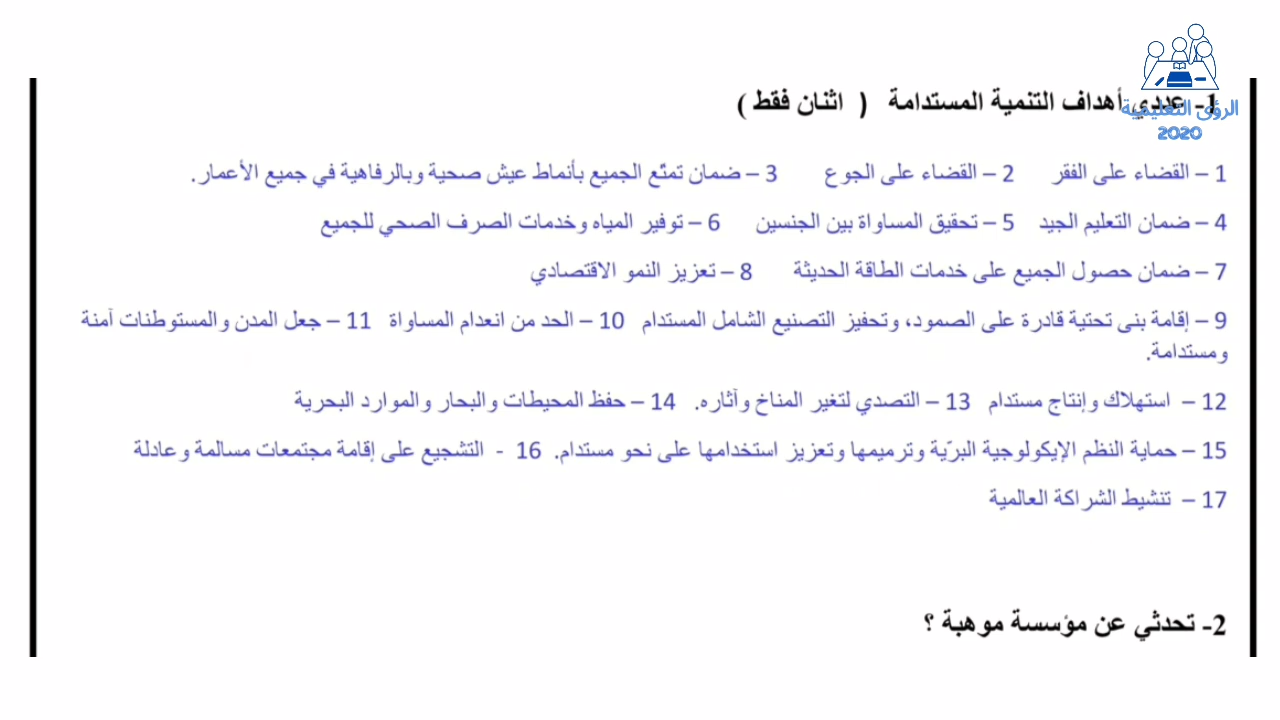 1- عددي أهداف التنمية المستدامة ( اثنان فقط )
الرؤى التعليمية
2020
1 – القضاء على الفقر 2 – القضاء على الجوع 3 – ضمان تمتّع الجميع بأنماط عيش صحية وبالرفاهية في جميع الأعمار.
4 – ضمان التعليم الجيد 5 – تحقيق المساواة بين الجنسين 6 – توفير المياه وخدمات الصرف الصحي للجميع
7 – ضمان حصول الجميع على خدمات الطاقة الحديثة 8 – تعزيز النمو الاقتصادي
9 – إقامة بنى تحتية قادرة على الصمود، وتحفيز التصنيع الشامل المستدام 10 – الحد من انعدام المساواة 11 – جعل المدن والمستوطنات آمنة
ومستدامة.
12 – استهلاك وإنتاج مستدام 13 – التصدي لتغير المناخ وآثاره. 14 – حفظ المحيطات والبحار والموارد البحرية
15 – حماية النظم الإيكولوجية البرّية وترميمها وتعزيز استخدامها على نحو مستدام. 16 - التشجيع على إقامة مجتمعات مسالمة وعادلة
17 – تنشيط الشراكة العالمية
2- تحدثي عن مؤسسة موهبة ؟